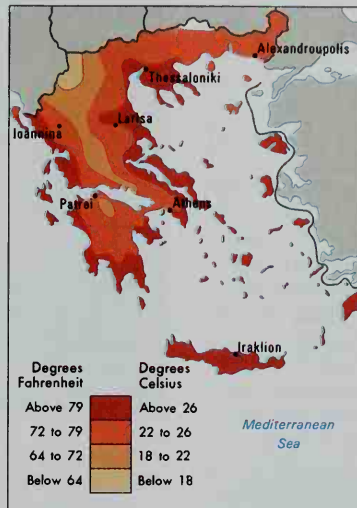 Alexandroupolis
Thessaloniki
Larisa
Ioannina
Patrai
Athens
Iraklion
Mediterranean
Sea
Degrees Fahrenheit
Degrees Celsius
Above 79 Above 26
72 to 79 22 to 26
64 to 72 18 to 22
Below 64 Below 18